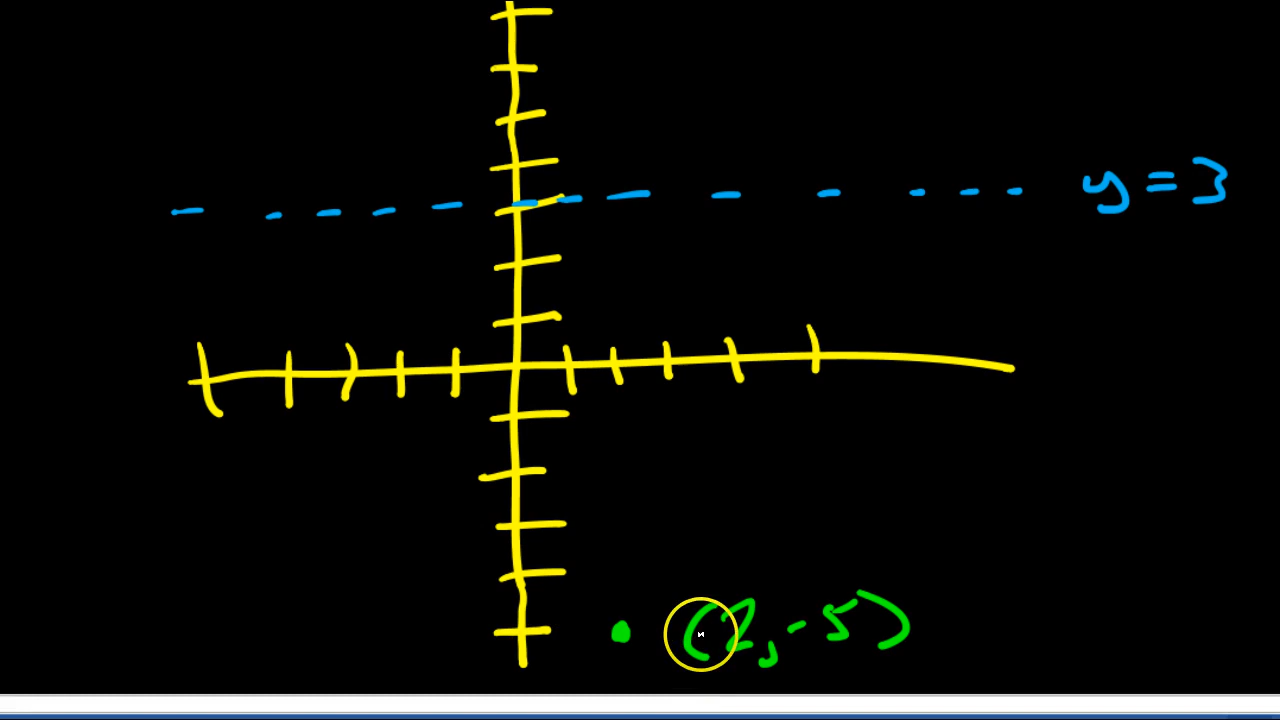 y = 3
(2, -5)